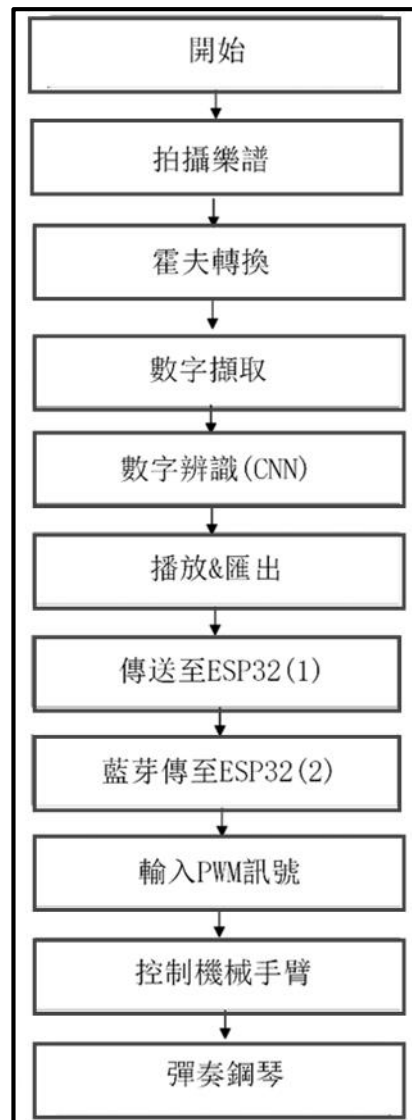 開始
拍攝樂譜
霍夫轉換
數字擷取
數字辨識(CNN)
播放&匯出
傳送至ESP32(1)
藍芽傳至ESP32(2)
輸入PWM訊號
控制機械手臂
彈奏鋼琴